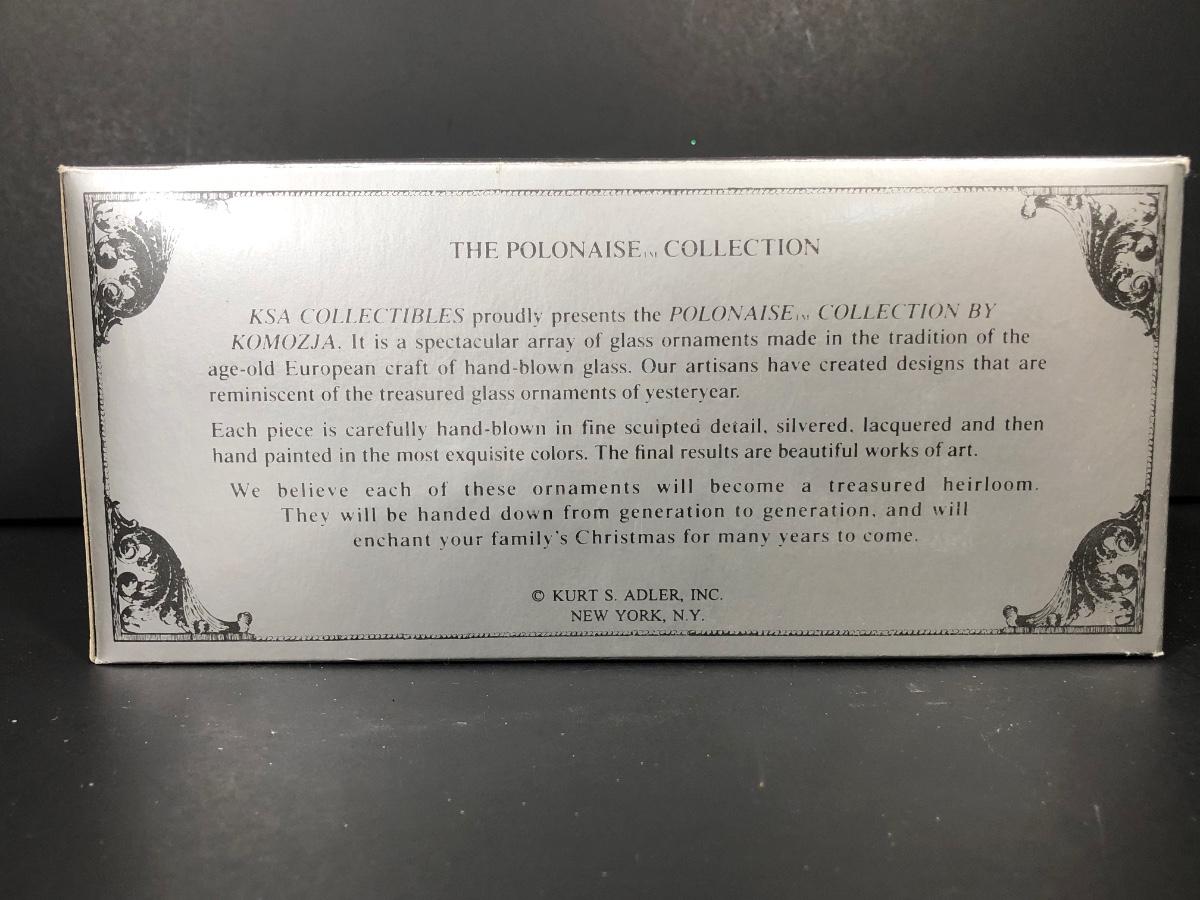 THE POLONAISE™ COLLECTION
KSA COLLECTIBLES proudly presents the POLONAISE™ COLLECTION BY
KOMOZJA. It is a spectacular array of glass ornaments made in the tradition of the
age-old European craft of hand-blown glass. Our artisans have created designs that are
reminiscent of the treasured glass ornaments of yesteryear.
Each piece is carefully hand-blown in fine sculpted detail, silvered, lacquered and then
hand painted in the most exquisite colors. The final results are beautiful works of art.
We believe each of these ornaments will become a treasured heirloom.
They will be handed down from generation to generation, and will
enchant your family's Christmas for many years to come.
© KURT S. ADLER, INC.
NEW YORK, N.Y.